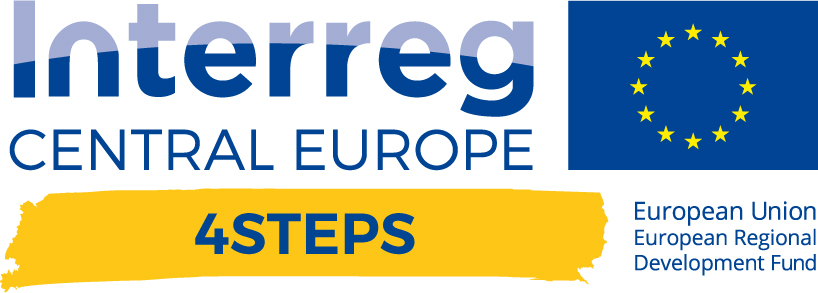 Interreg
CENTRAL EUROPE
4STEPS
European Union
European Regional
Development Fund